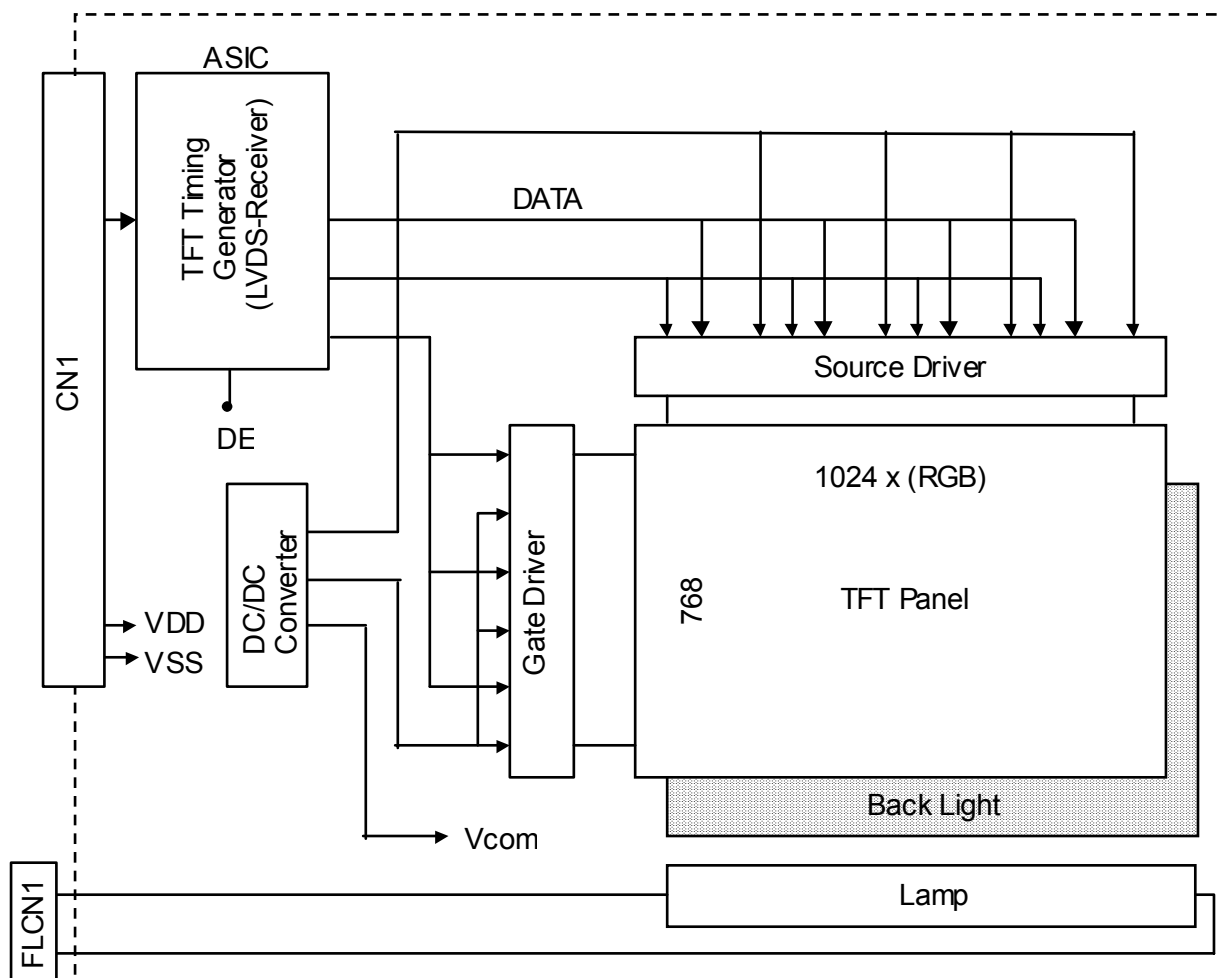 ASIC
TFT Timing
Generator
(LVDS-Receiver)
CN1
DATA
Source Driver
DE
1024 x (RGB)
768
TFT Panel
Gate Driver
DC/DC
Converter
VDD
VSS
Back Light
Vcom
Lamp
FLCN1